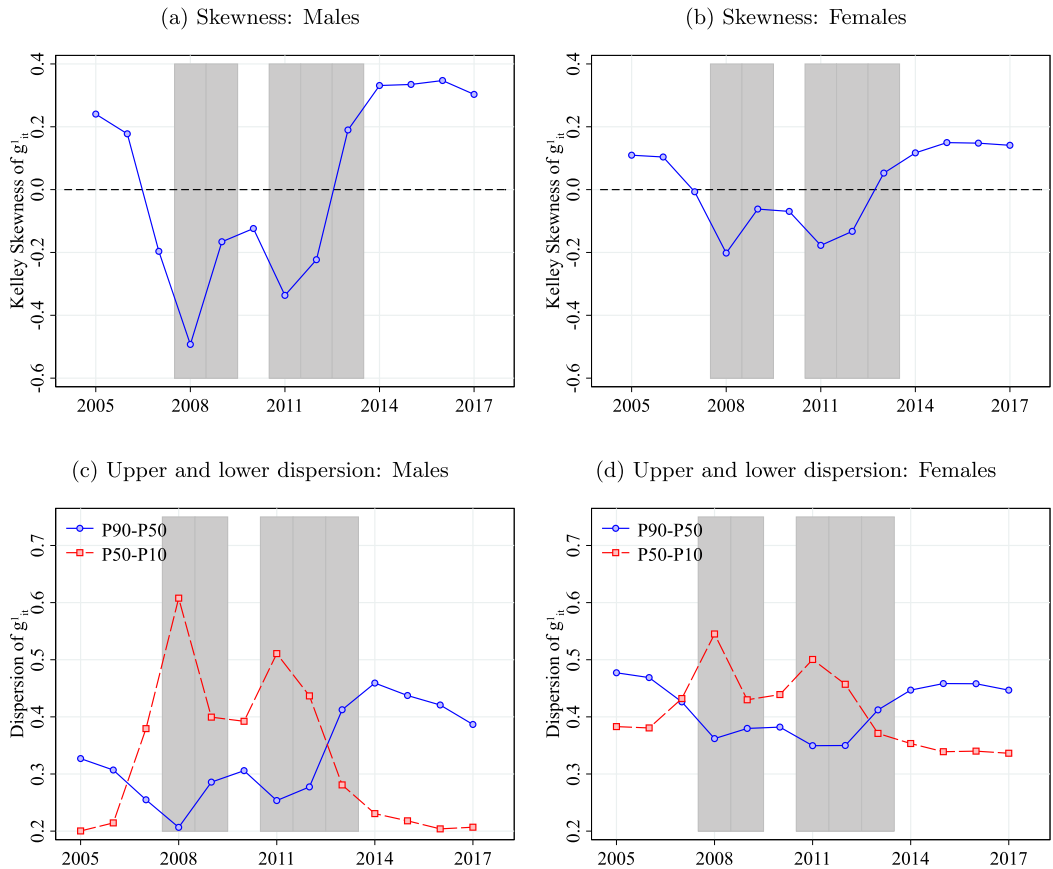 (a) Skewness: Males
Kelley Skewness of g¹ᵢₜ
0.4
0.2
0.0
-0.2
-0.4
-0.6
2005 2008 2011 2014 2017
(b) Skewness: Females
Kelley Skewness of g¹ᵢₜ
0.4
0.2
0.0
-0.2
-0.4
-0.6
2005 2008 2011 2014 2017
(c) Upper and lower dispersion: Males
P90-P50
P50-P10
Dispersion of g¹ᵢₜ
0.7
0.6
0.5
0.4
0.3
0.2
2005 2008 2011 2014 2017
(d) Upper and lower dispersion: Females
P90-P50
P50-P10
Dispersion of g¹ᵢₜ
0.7
0.6
0.5
0.4
0.3
0.2
2005 2008 2011 2014 2017